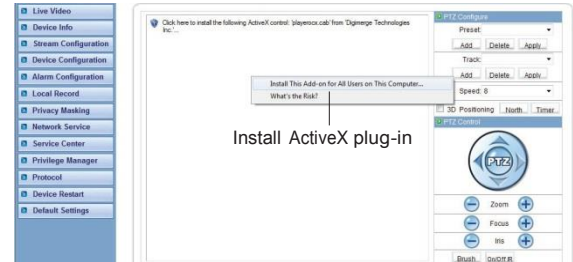 Live Video
Device Info
Stream Configuration
Device Configuration
Alarm Configuration
Local Record
Privacy Masking
Network Service
Service Center
Privilege Manager
Protocol
Device Restart
Default Settings
Click here to install the following ActiveX control: 'playerocx.cab' from 'Digimerge Technologies
Inc.'...
Install This Add-on for All Users on This Computer...
What's the Risk?
Install ActiveX plug-in
PTZ Configure
Preset:
Add Delete Apply
Track:
Add Delete Apply
Speed: 8
3D Positioning North Timer
PTZ Control
PTZ
Zoom
Focus
Iris
Brush On/Off IR